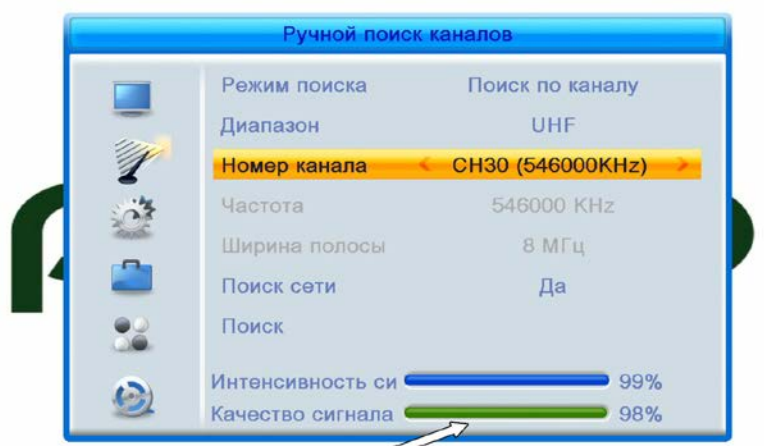 Ручной поиск каналов
Режим поиска Поиск по каналу
Диапазон UHF
Номер канала < CH30 (546000KHz) >
Частота 546000 KHz
Ширина полосы 8 МГц
Поиск сети Да
Поиск
Интенсивность си 99%
Качество сигнала 98%